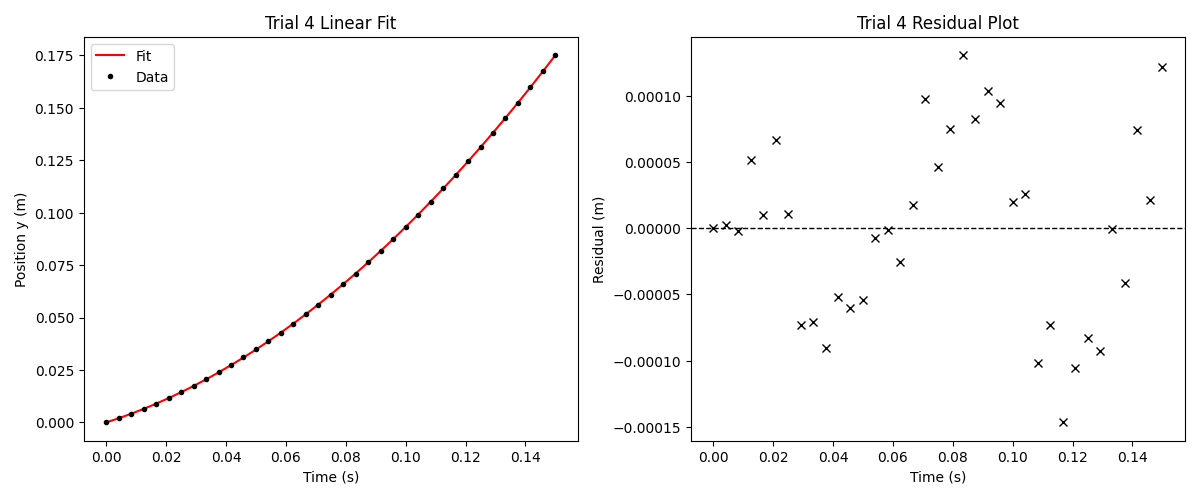 Trial 4 Linear Fit
Fit
Data
0.175
0.150
0.125
0.100
0.075
0.050
0.025
0.000
Position y (m)
0.00 0.02 0.04 0.06 0.08 0.10 0.12 0.14
Time (s)
Trial 4 Residual Plot
0.00010
0.00005
0.00000
−0.00005
−0.00010
−0.00015
Residual (m)
0.00 0.02 0.04 0.06 0.08 0.10 0.12 0.14
Time (s)